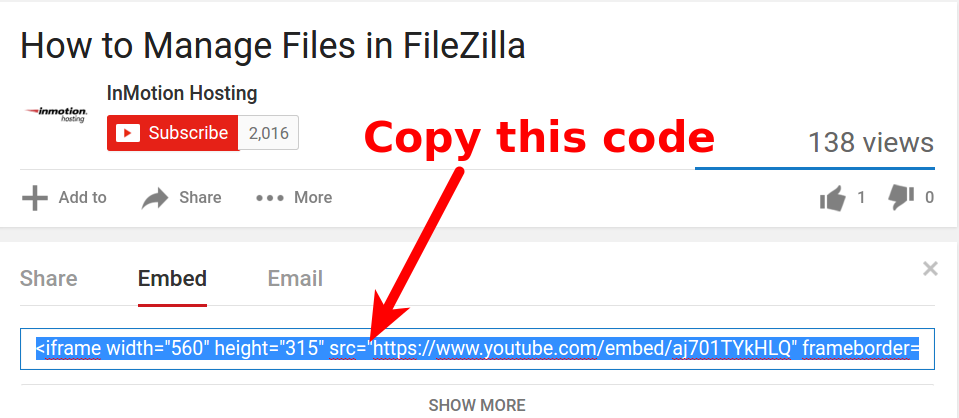 How to Manage Files in FileZilla
InMotion Hosting
inmotion
hosting
Subscribe 2,016
Copy this code
138 views
Add to Share More 1 0
Share Embed Email
<iframe width="560" height="315" src="https://www.youtube.com/embed/aj701TYkHLQ" frameborder=
SHOW MORE